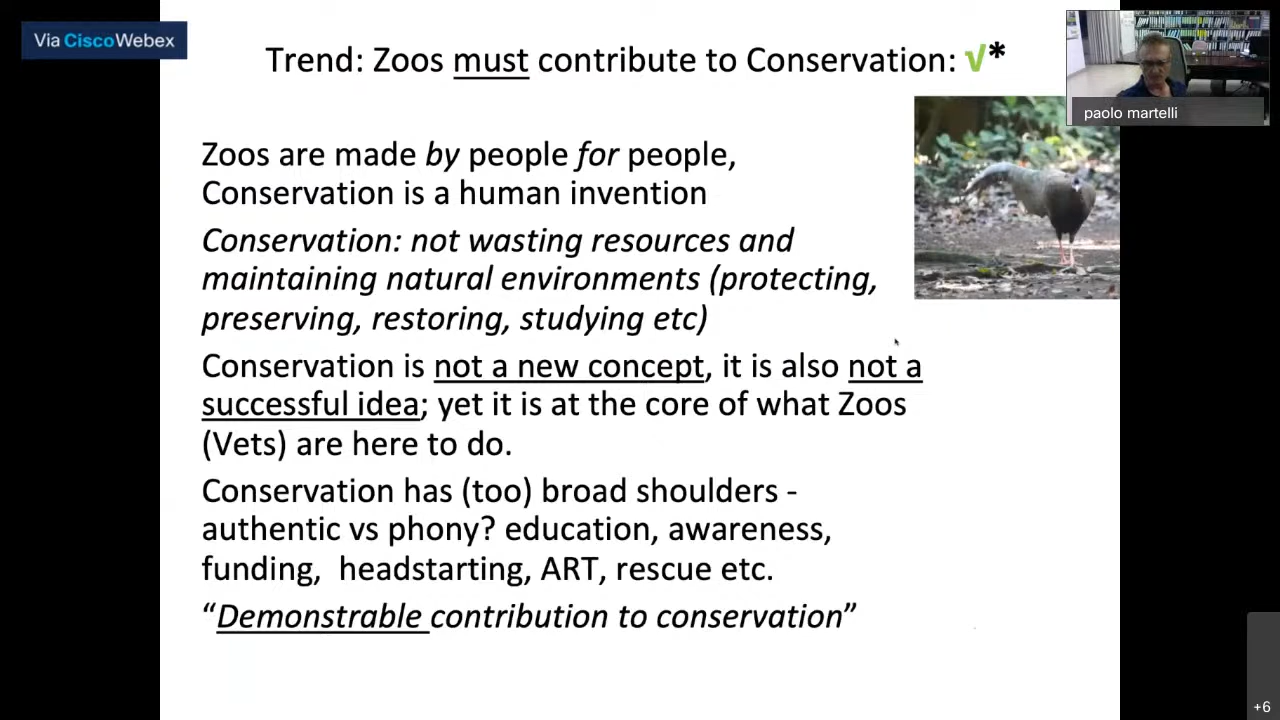 Via CiscoWebex
Trend: Zoos must contribute to Conservation: √*
paolo martelli
Zoos are made by people for people,
Conservation is a human invention
Conservation: not wasting resources and
maintaining natural environments (protecting,
preserving, restoring, studying etc)
Conservation is not a new concept, it is also not a
successful idea; yet it is at the core of what Zoos
(Vets) are here to do.
Conservation has (too) broad shoulders -
authentic vs phony? education, awareness,
funding,  headstarting, ART, rescue etc.
“Demonstrable contribution to conservation”
+6